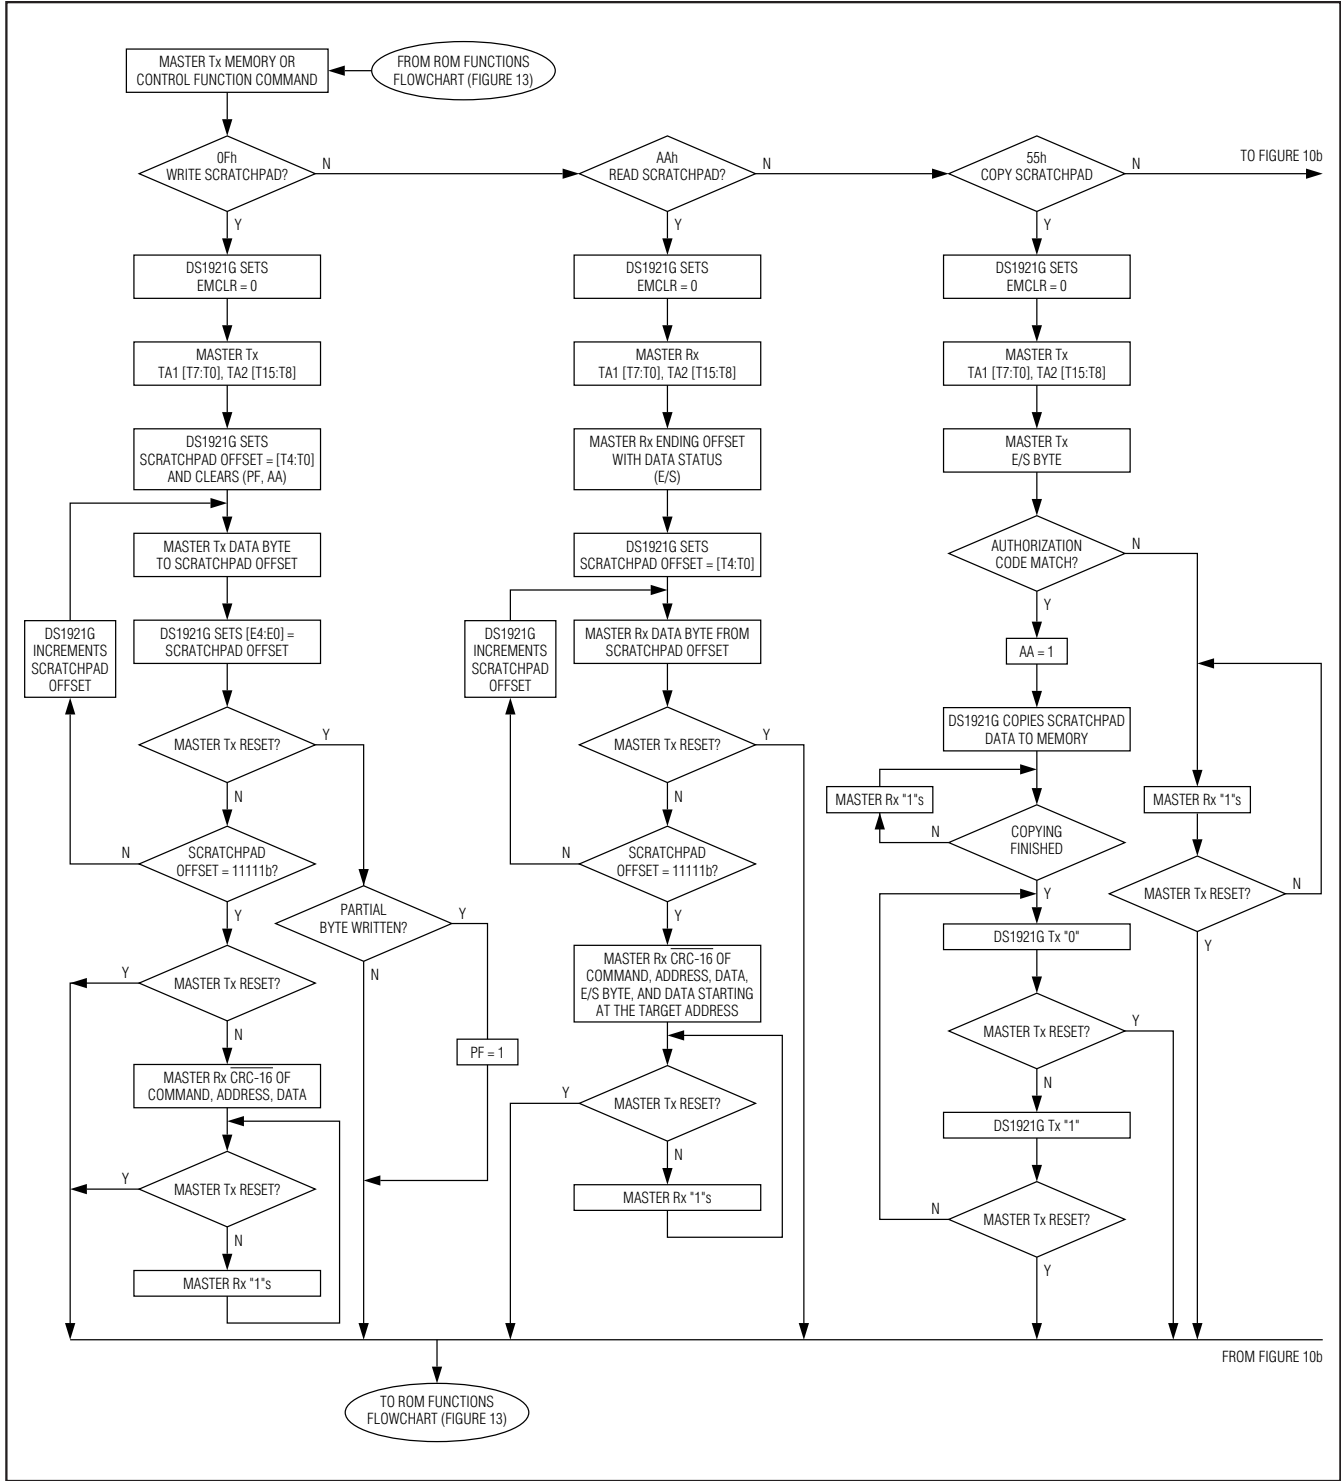 MASTER Tx MEMORY OR
CONTROL FUNCTION COMMAND
FROM ROM FUNCTIONS
FLOWCHART (FIGURE 13)
0Fh
WRITE SCRATCHPAD?
N
Y
AAh
READ SCRATCHPAD?
N
Y
55h
COPY SCRATCHPAD
N
Y
TO FIGURE 10b
DS1921G SETS
EMCLR = 0
MASTER Tx
TA1 [T7:T0], TA2 [T15:T8]
DS1921G SETS
SCRATCHPAD OFFSET = [T4:T0]
AND CLEARS (PF, AA)
MASTER Tx DATA BYTE
TO SCRATCHPAD OFFSET
DS1921G SETS [E4:E0] =
SCRATCHPAD OFFSET
DS1921G
INCREMENTS
SCRATCHPAD
OFFSET
MASTER Tx RESET?
Y
N
SCRATCHPAD
OFFSET = 11111b?
N
Y
PARTIAL
BYTE WRITTEN?
Y
N
PF = 1
MASTER Tx RESET?
Y
N
MASTER Rx CRC-16 OF
COMMAND, ADDRESS, DATA
MASTER Tx RESET?
Y
N
MASTER Rx "1"s
DS1921G SETS
EMCLR = 0
MASTER Rx
TA1 [T7:T0], TA2 [T15:T8]
MASTER Rx ENDING OFFSET
WITH DATA STATUS
(E/S)
DS1921G SETS
SCRATCHPAD OFFSET = [T4:T0]
MASTER Rx DATA BYTE FROM
SCRATCHPAD OFFSET
DS1921G
INCREMENTS
SCRATCHPAD
OFFSET
MASTER Tx RESET?
Y
N
SCRATCHPAD
OFFSET = 11111b?
N
Y
MASTER Rx CRC-16 OF
COMMAND, ADDRESS, DATA,
E/S BYTE, AND DATA STARTING
AT THE TARGET ADDRESS
MASTER Tx RESET?
Y
N
MASTER Rx "1"s
DS1921G SETS
EMCLR = 0
MASTER Tx
TA1 [T7:T0], TA2 [T15:T8]
MASTER Tx
E/S BYTE
AUTHORIZATION
CODE MATCH?
N
Y
AA = 1
DS1921G COPIES SCRATCHPAD
DATA TO MEMORY
MASTER Rx "1"s
COPYING
FINISHED
N
Y
DS1921G Tx "0"
MASTER Tx RESET?
Y
N
DS1921G Tx "1"
MASTER Tx RESET?
N
Y
MASTER Rx "1"s
MASTER Tx RESET?
N
Y
FROM FIGURE 10b
TO ROM FUNCTIONS
FLOWCHART (FIGURE 13)